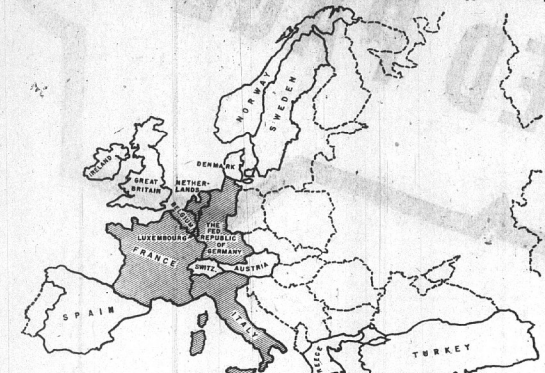 NORWAY
SWEDEN
IRELAND
DENMARK
GREAT
BRITAIN
NETHER-
LANDS
BELGIUM
LUXEMBOURG
THE
FED.
REPUBLIC
OF
GERMANY
FRANCE
SWITZ.
AUSTRIA
SPAIN
ITALY
GREECE
TURKEY